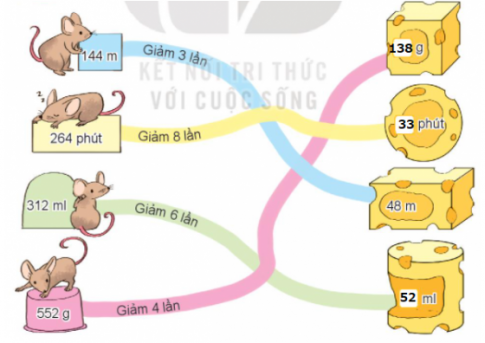 144 m
Giảm 3 lần
138 g
KẾT NỐI TRI THỨC
VỚI CUỘC SỐNG
264 phút
Giảm 8 lần
33 phút
312 ml
Giảm 6 lần
48 m
552 g
Giảm 4 lần
52 ml